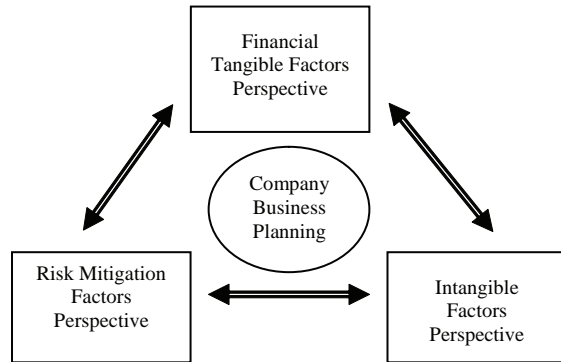 Financial
Tangible Factors
Perspective
Company
Business
Planning
Risk Mitigation
Factors
Perspective
Intangible
Factors
Perspective